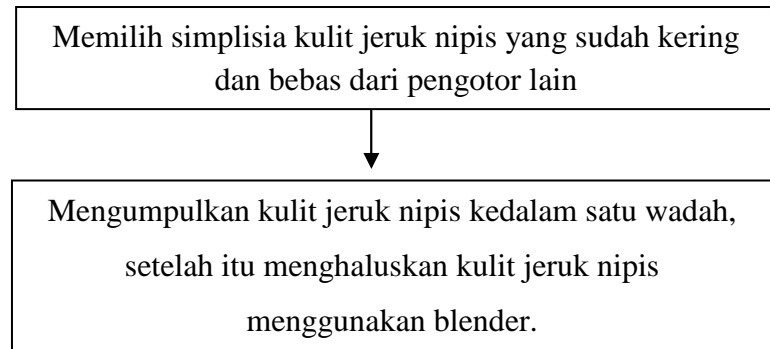 Memilih simplisia kulit jeruk nipis yang sudah kering
dan bebas dari pengotor lain
Mengumpulkan kulit jeruk nipis kedalam satu wadah,
setelah itu menghaluskan kulit jeruk nipis
menggunakan blender.